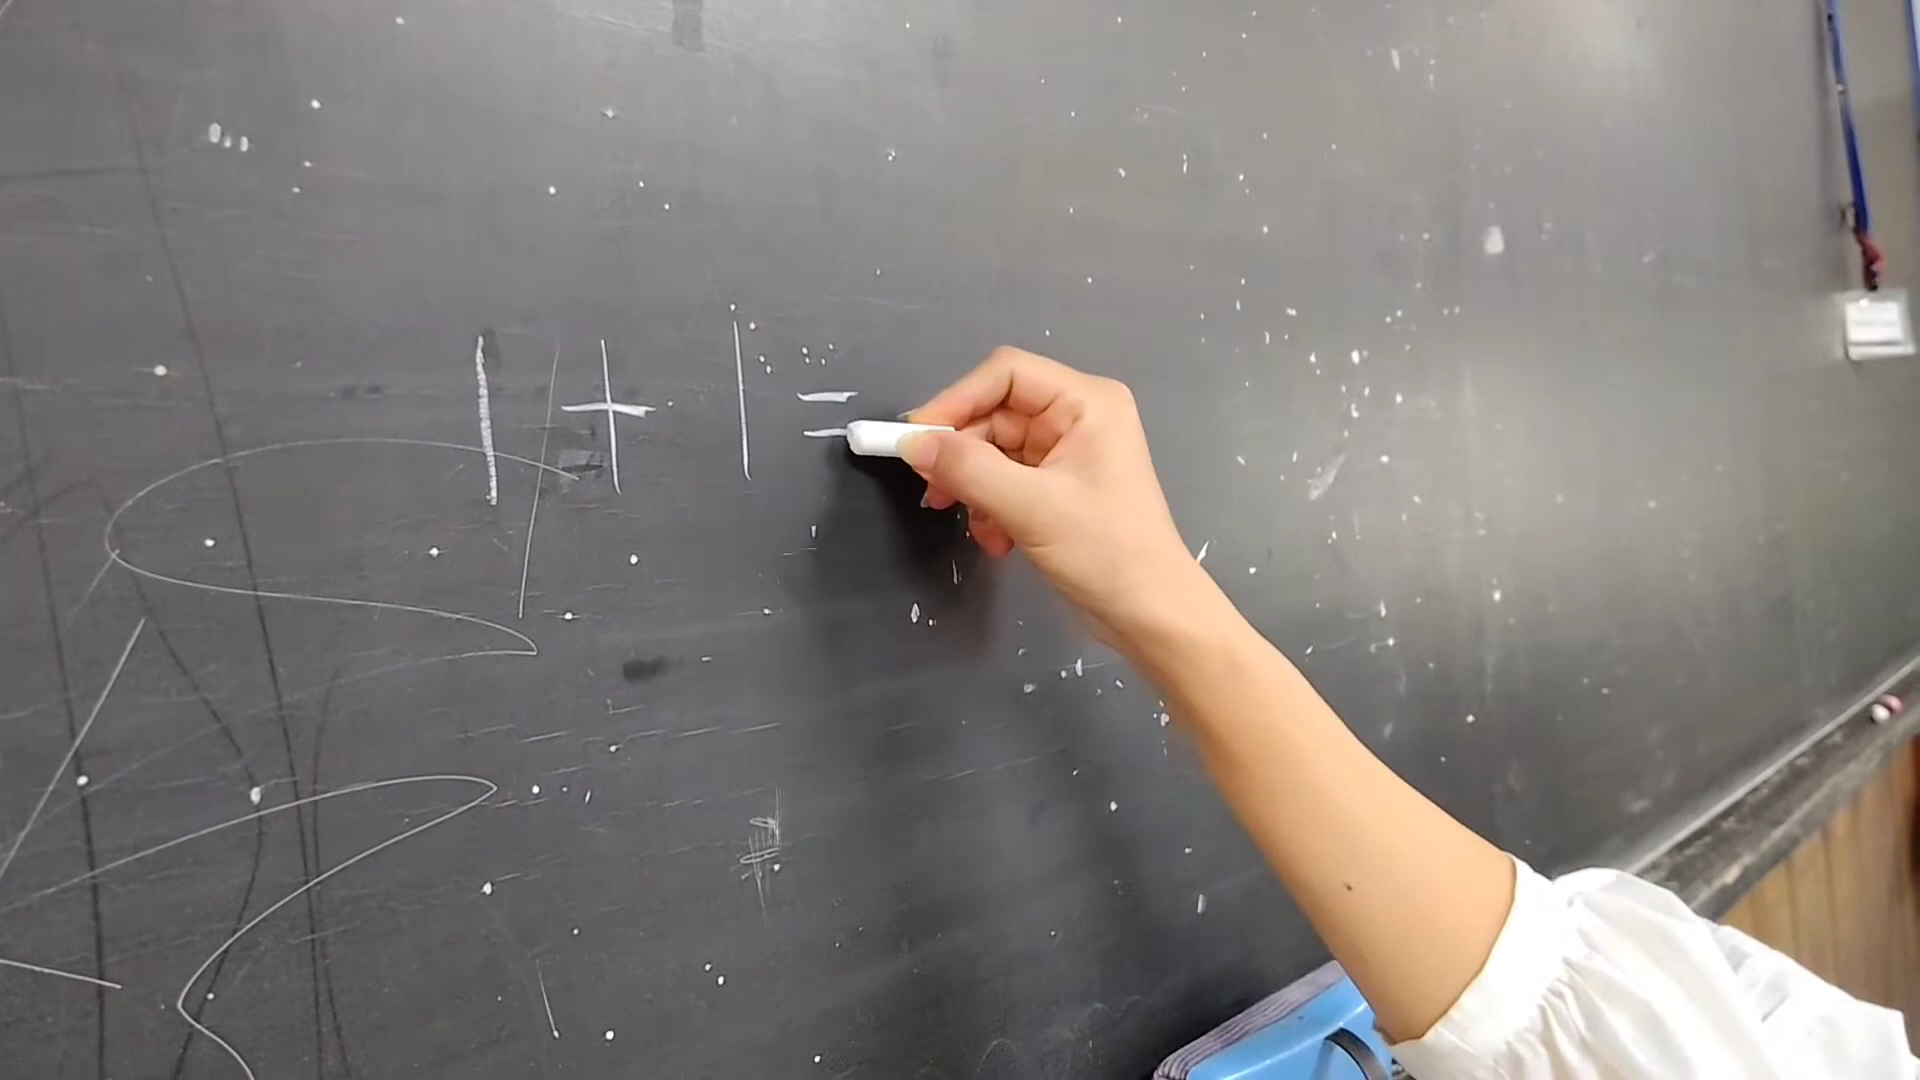 1 + 1 =